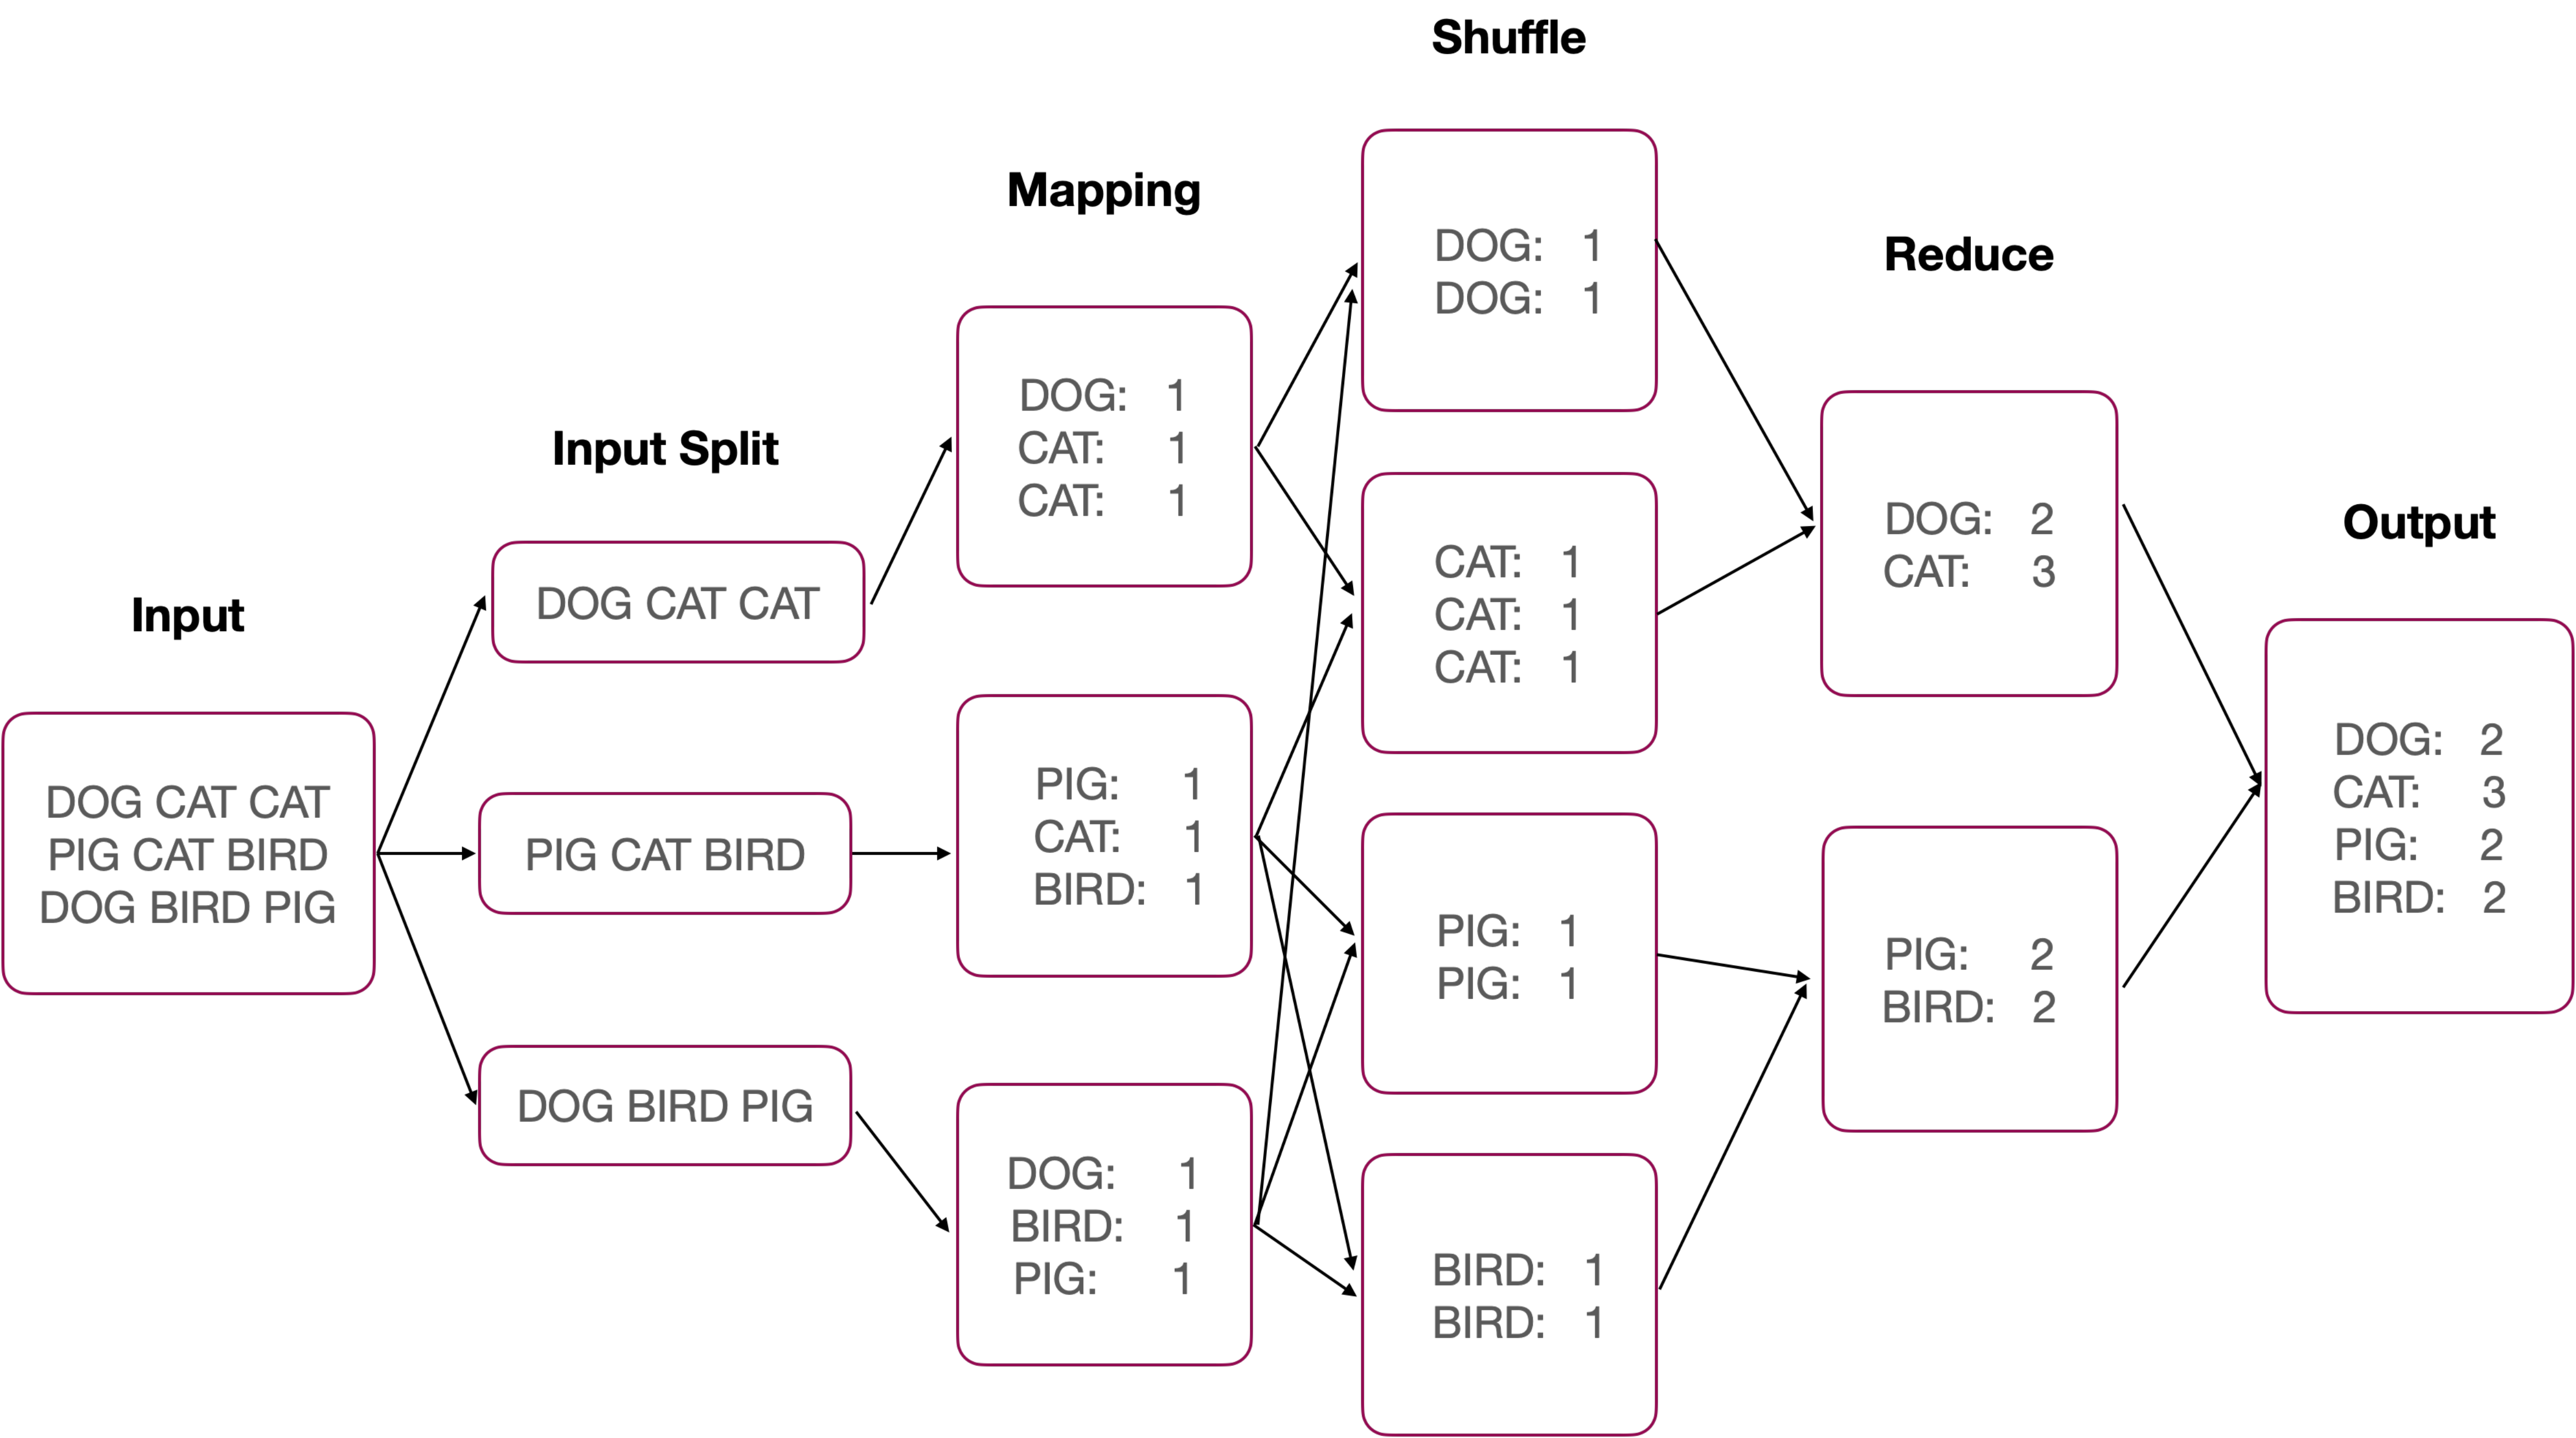 Input
DOG CAT CAT
PIG CAT BIRD
DOG BIRD PIG
Input Split
DOG CAT CAT
PIG CAT BIRD
DOG BIRD PIG
Mapping
DOG: 1
CAT: 1
CAT: 1
PIG: 1
CAT: 1
BIRD: 1
DOG: 1
BIRD: 1
PIG: 1
Shuffle
DOG: 1
DOG: 1
CAT: 1
CAT: 1
CAT: 1
PIG: 1
PIG: 1
BIRD: 1
BIRD: 1
Reduce
DOG: 2
CAT: 3
PIG: 2
BIRD: 2
Output
DOG: 2
CAT: 3
PIG: 2
BIRD: 2